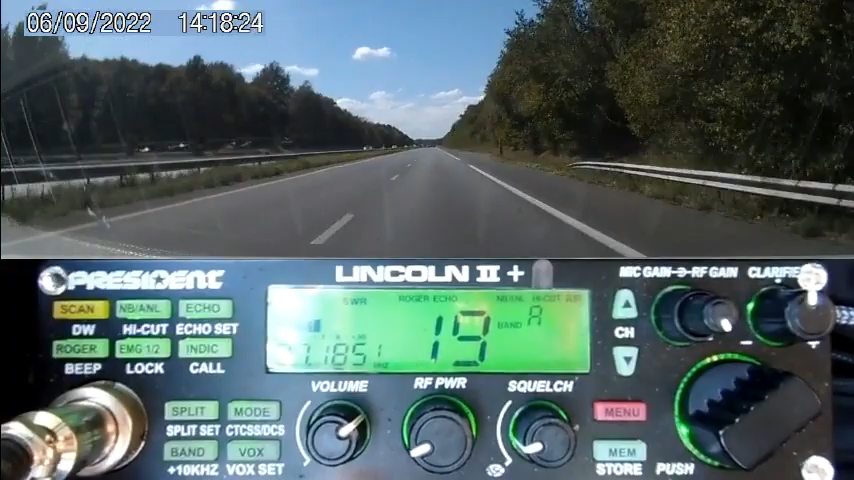 06/09/2022 14:18:24
PRESIDENT
LINCOLN II +
MIC GAIN RF GAIN
SCAN
NB/ANL
ECHO
DW
HI-CUT
ECHO SET
ROGER
EMG 1/2
INDIC
BEEP
LOCK
CALL
SWR
ROGER ECHO
NB/ANL HI-CUT
19
BAND A
CH
VOLUME
RF PWR
SQUELCH
SPLIT
MODE
SPLIT SET
CTCSS/DCS
BAND
VOX
+10KHZ
VOX SET
MENU
MEM
STORE
PUSH